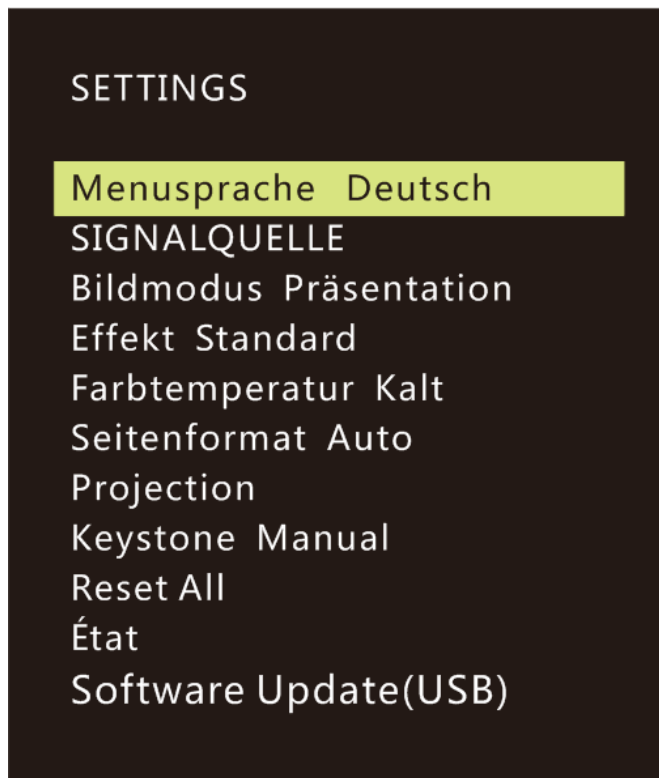 SETTINGS
Menusprache Deutsch
SIGNALQUELLE
Bildmodus Präsentation
Effekt Standard
Farbtemperatur Kalt
Seitenformat Auto
Projection
Keystone Manual
Reset All
État
Software Update(USB)